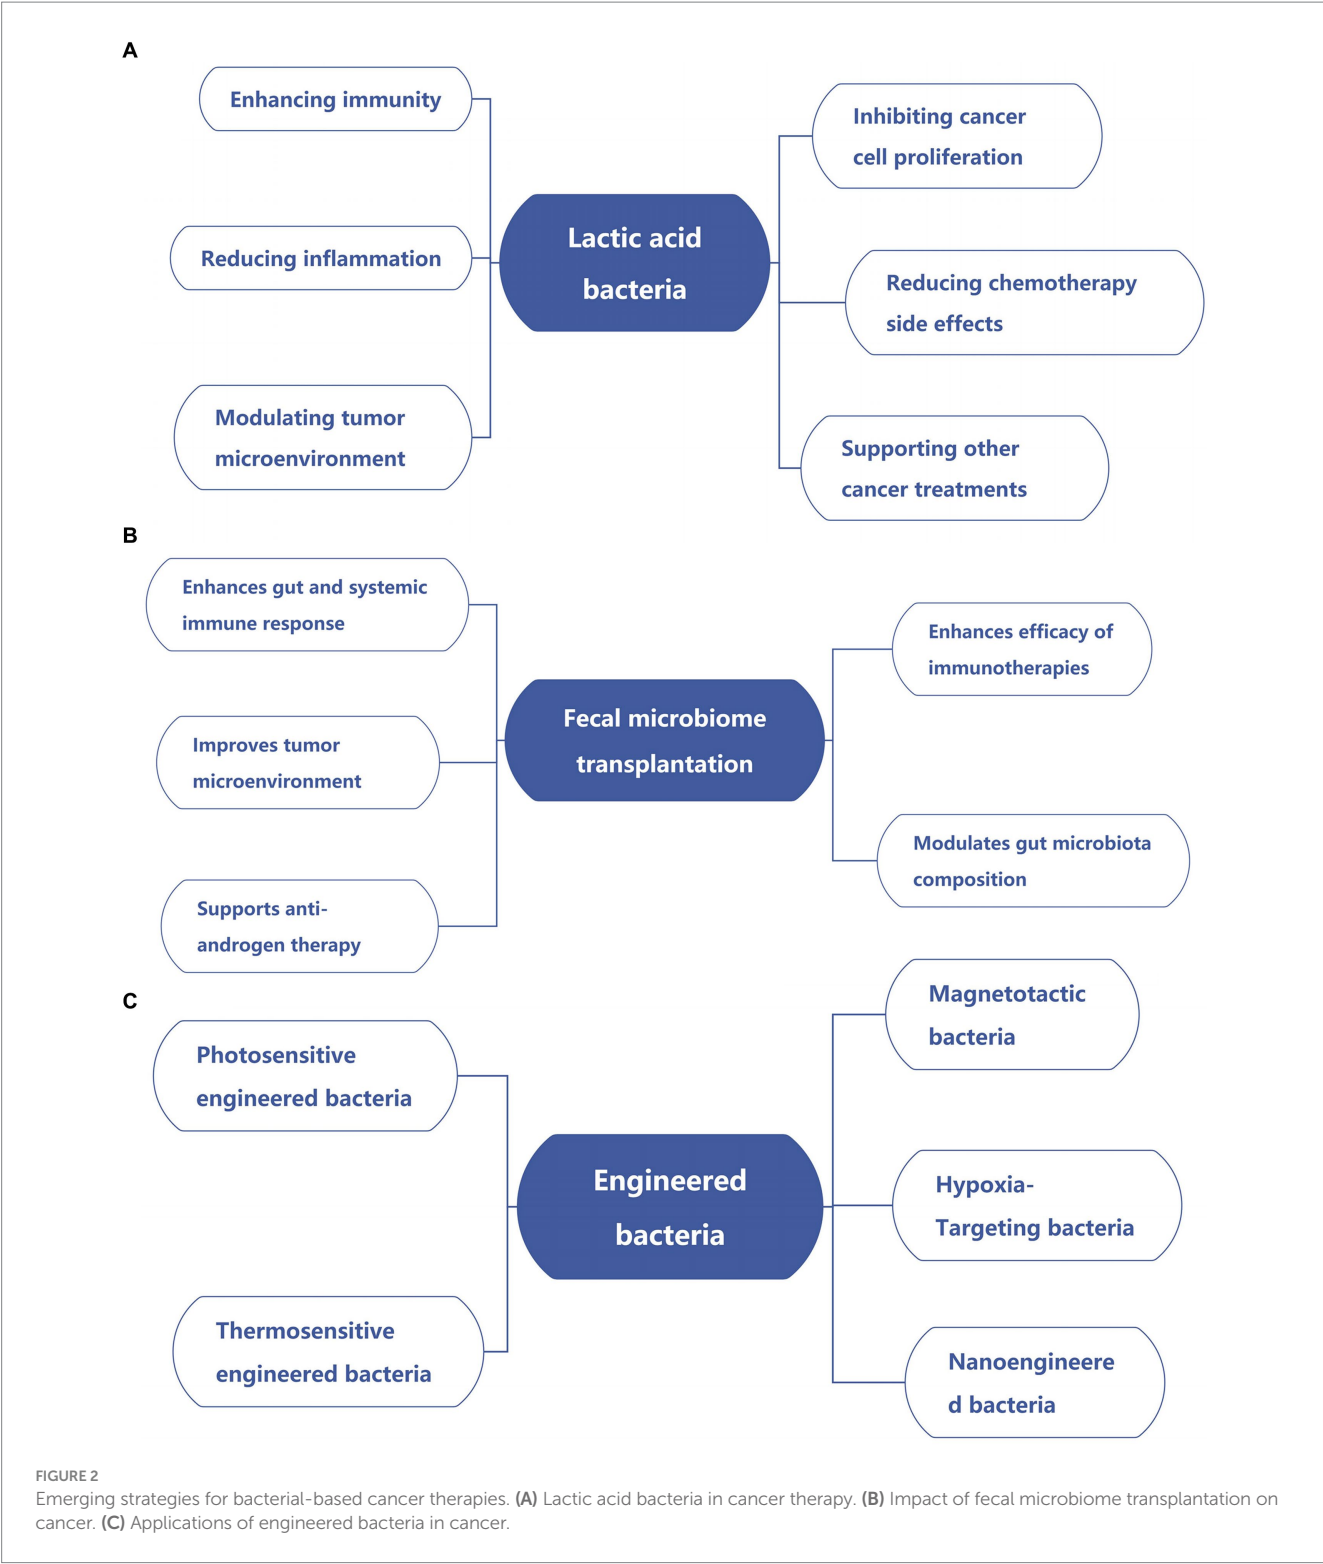 A
Enhancing immunity
Reducing inflammation
Modulating tumor
microenvironment
Lactic acid
bacteria
Inhibiting cancer
cell proliferation
Reducing chemotherapy
side effects
Supporting other
cancer treatments
B
Enhances gut and systemic
immune response
Improves tumor
microenvironment
Supports anti-
androgen therapy
Fecal microbiome
transplantation
Enhances efficacy of
immunotherapies
Modulates gut microbiota
composition
C
Photosensitive
engineered bacteria
Thermosensitive
engineered bacteria
Engineered
bacteria
Magnetotactic
bacteria
Hypoxia-
Targeting bacteria
Nanoengineere
d bacteria
FIGURE 2
Emerging strategies for bacterial-based cancer therapies. (A) Lactic acid bacteria in cancer therapy. (B) Impact of fecal microbiome transplantation on
cancer. (C) Applications of engineered bacteria in cancer.